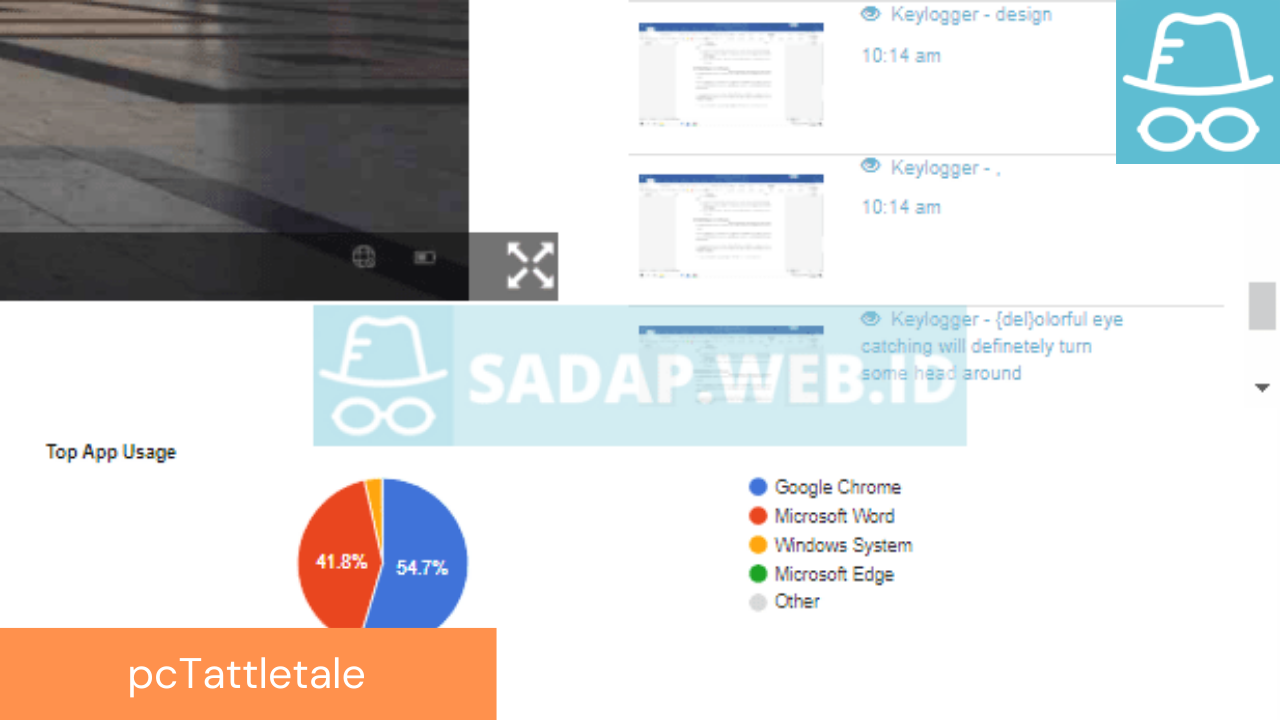 Keylogger - design
10:14 am
Keylogger - ,
10:14 am
Keylogger - {del}olorful eye
catching will definetely turn
some head around
SADAP.WEB.ID
Top App Usage
41.8%
54.7%
Google Chrome
Microsoft Word
Windows System
Microsoft Edge
Other
pcTattletale